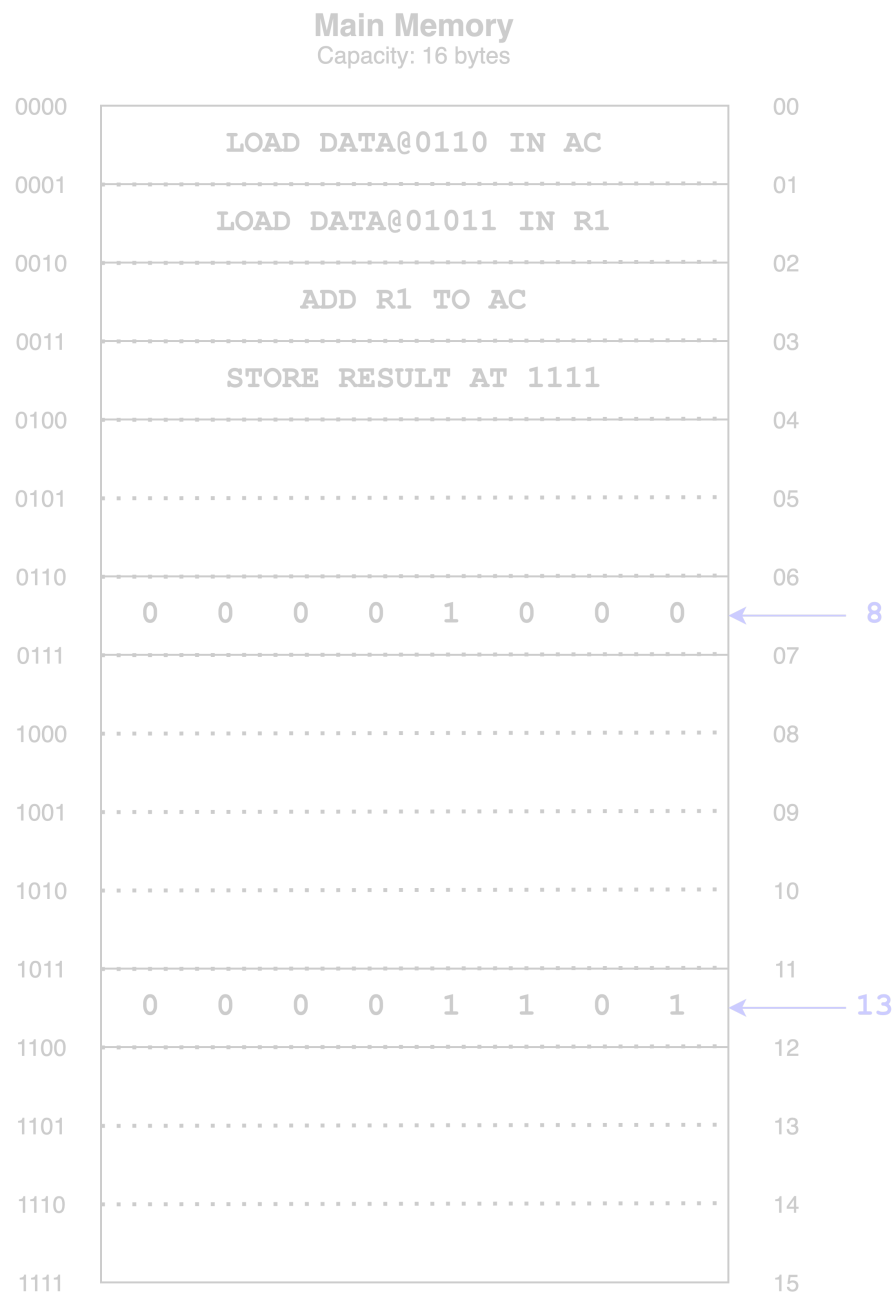 Main Memory
Capacity: 16 bytes
0000 00
LOAD DATA@0110 IN AC
0001 01
LOAD DATA@01011 IN R1
0010 02
ADD R1 TO AC
0011 03
STORE RESULT AT 1111
0100 04
0101 05
0110 06
0 0 0 0 1 0 0 0 8
0111 07
1000 08
1001 09
1010 10
1011 11
0 0 0 0 1 1 0 1 13
1100 12
1101 13
1110 14
1111 15